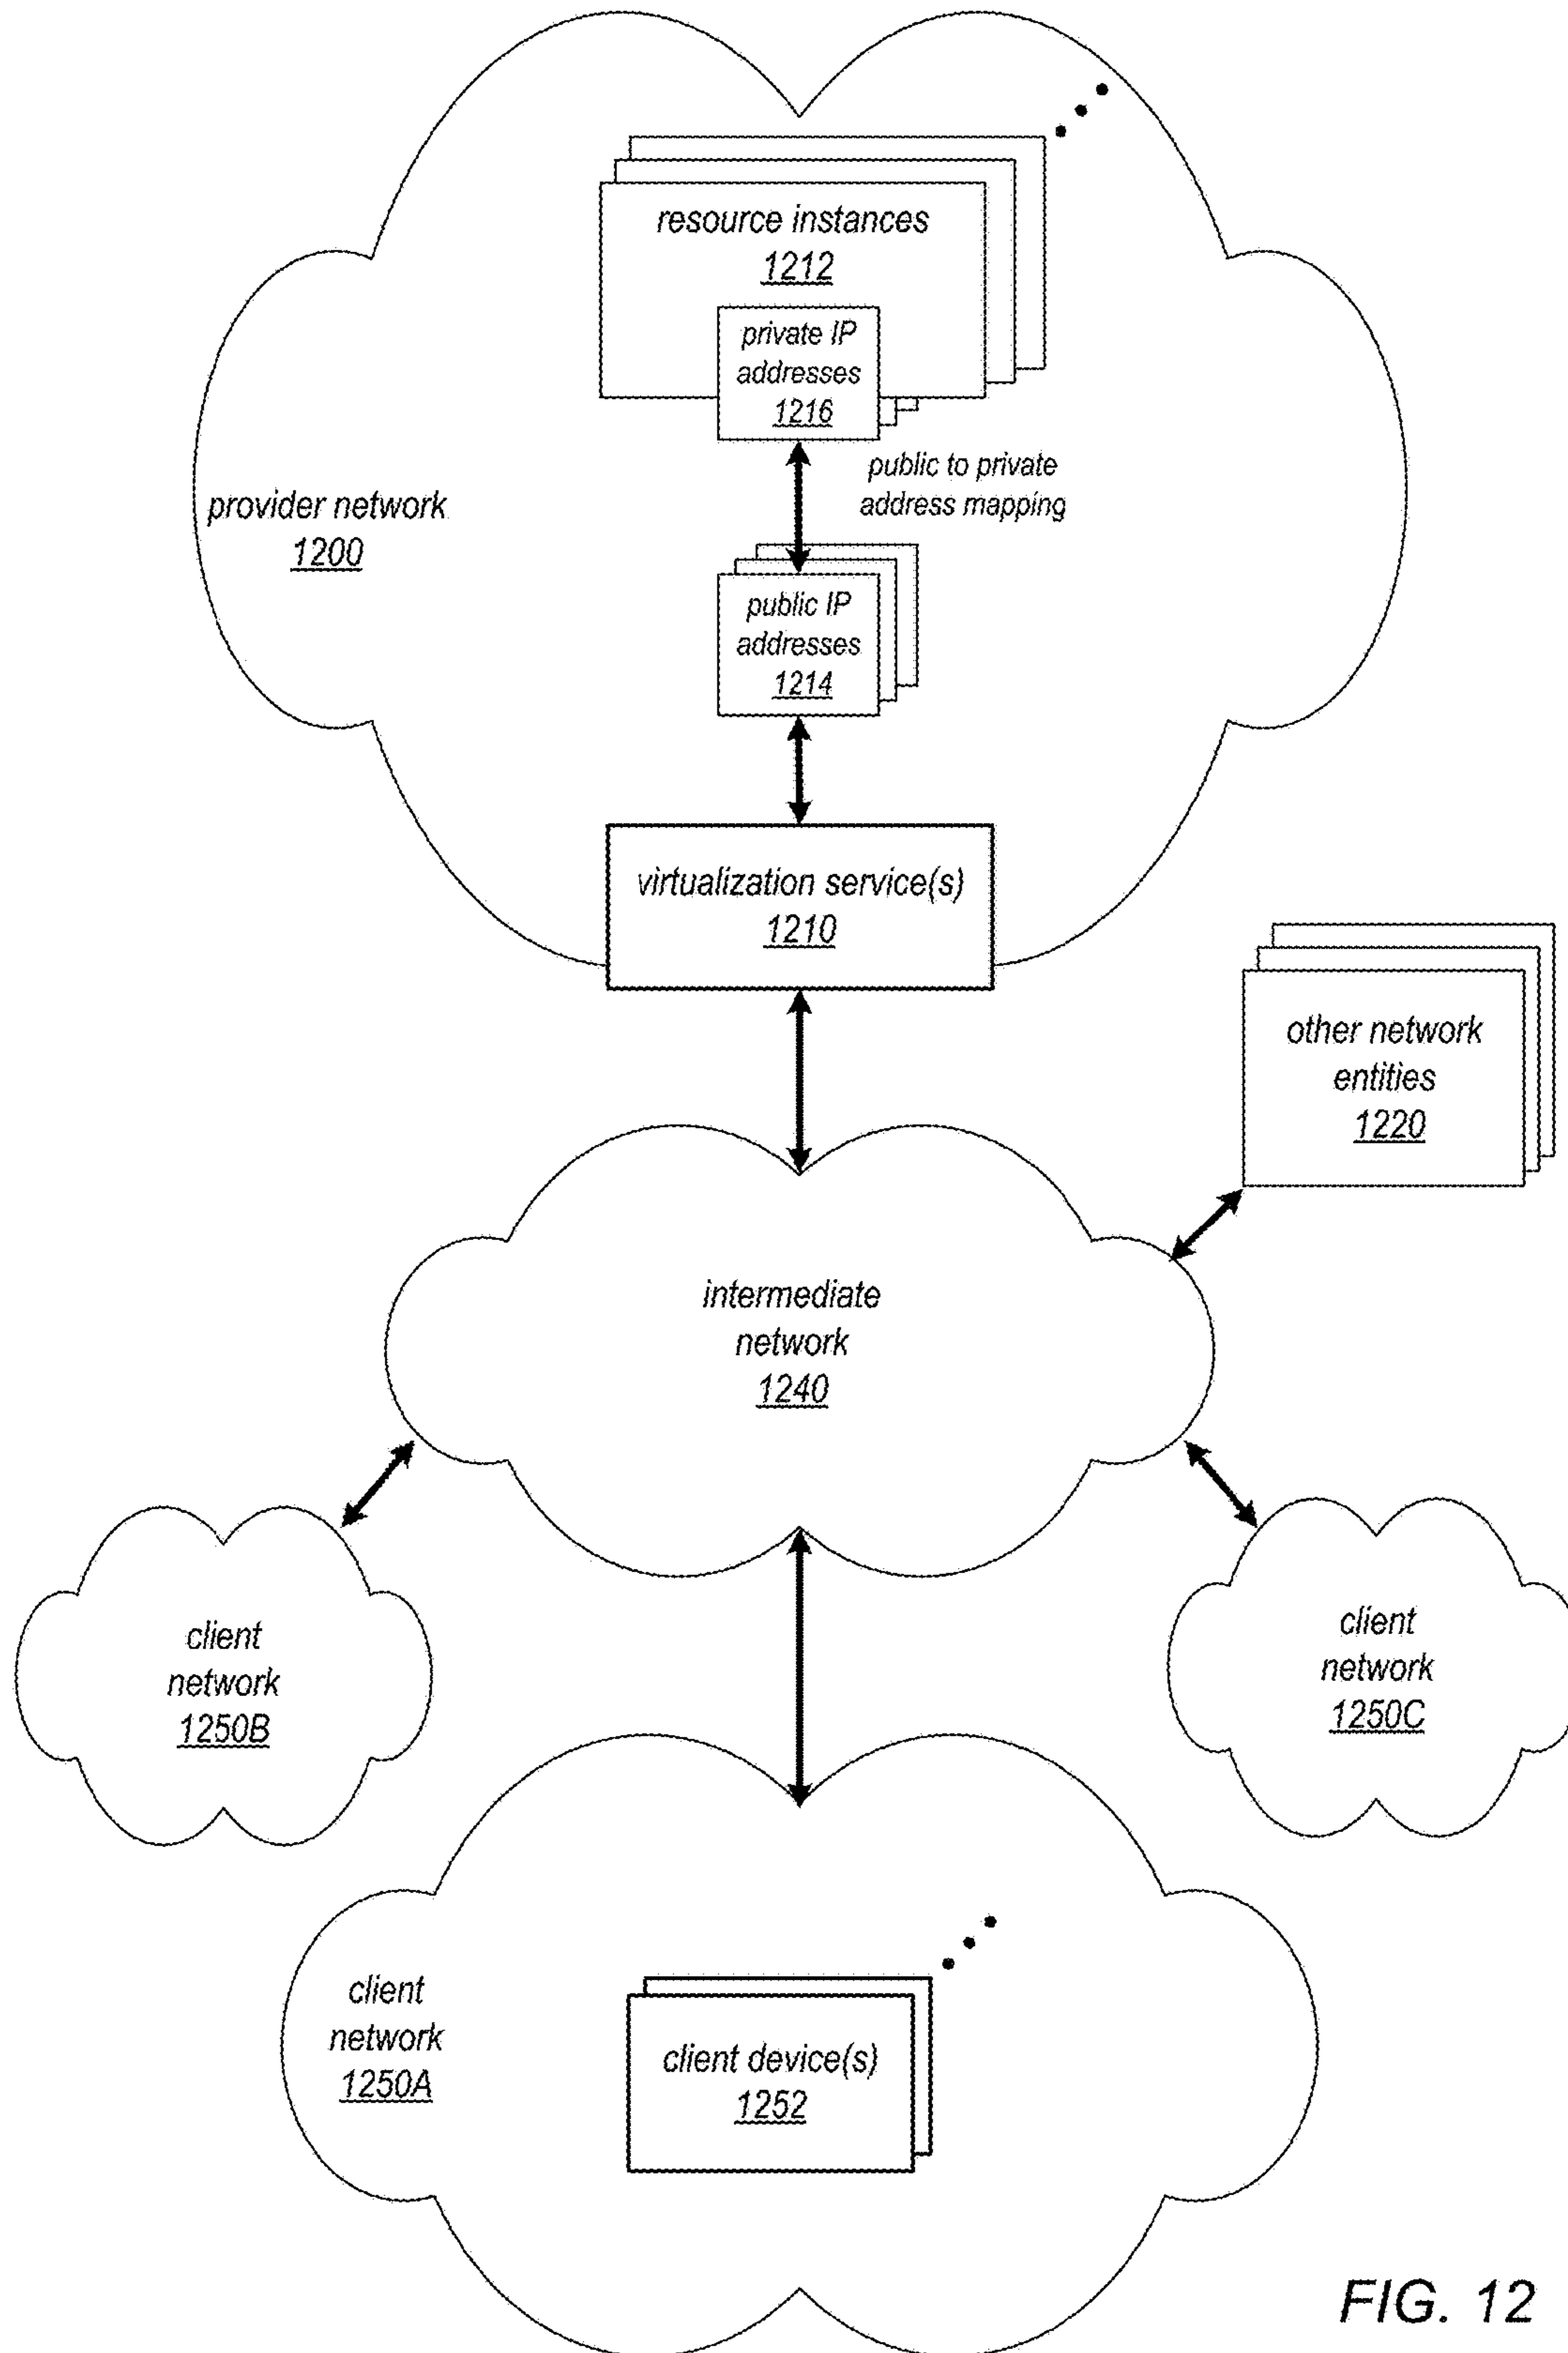 resource instances
1212
private IP
addresses
1216
public to private
address mapping
provider network
1200
public IP
addresses
1214
virtualization service(s)
1210
other network
entities
1220
intermediate
network
1240
client
network
1250B
client
network
1250C
client
network
1250A
client device(s)
1252
FIG. 12